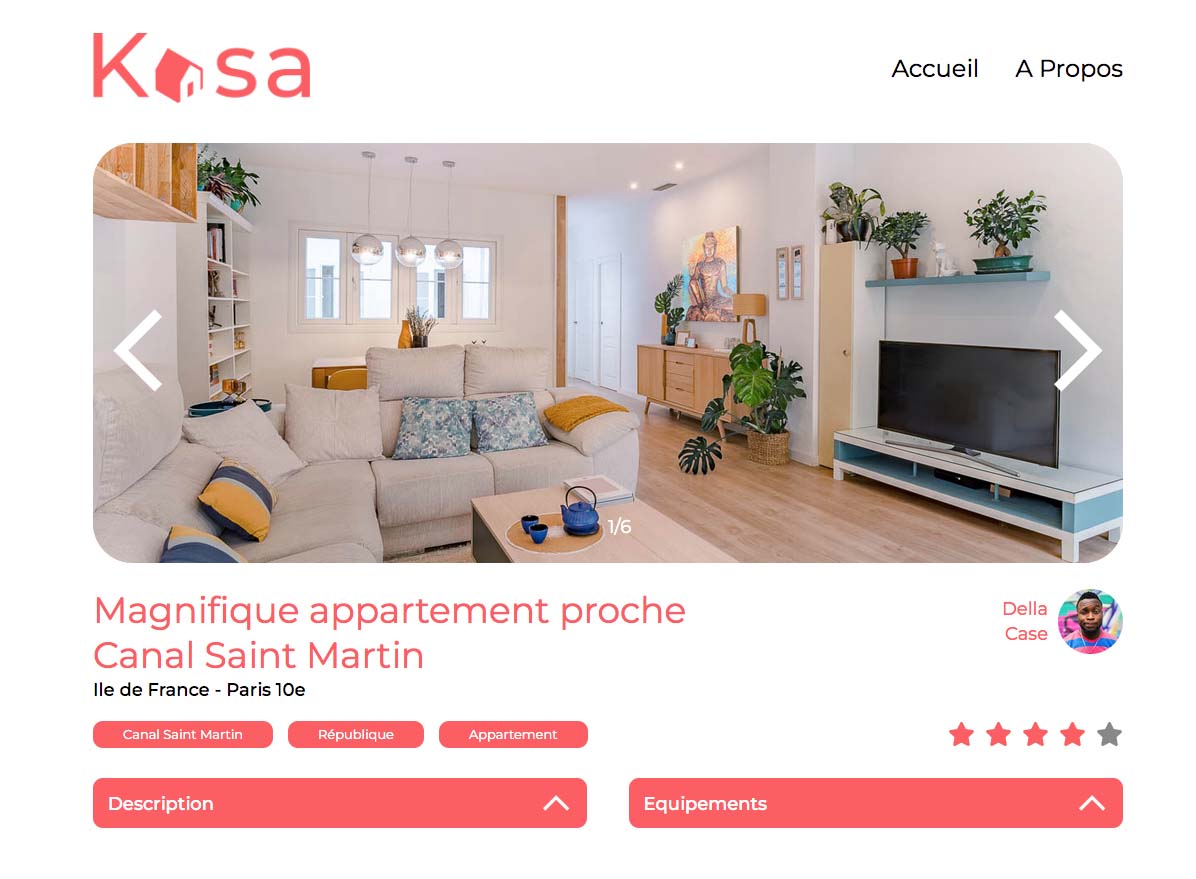 Kasa
Accueil
A Propos
1/6
Magnifique appartement proche
Canal Saint Martin
Della
Case
Ile de France - Paris 10e
Canal Saint Martin
République
Appartement
Description
Equipements